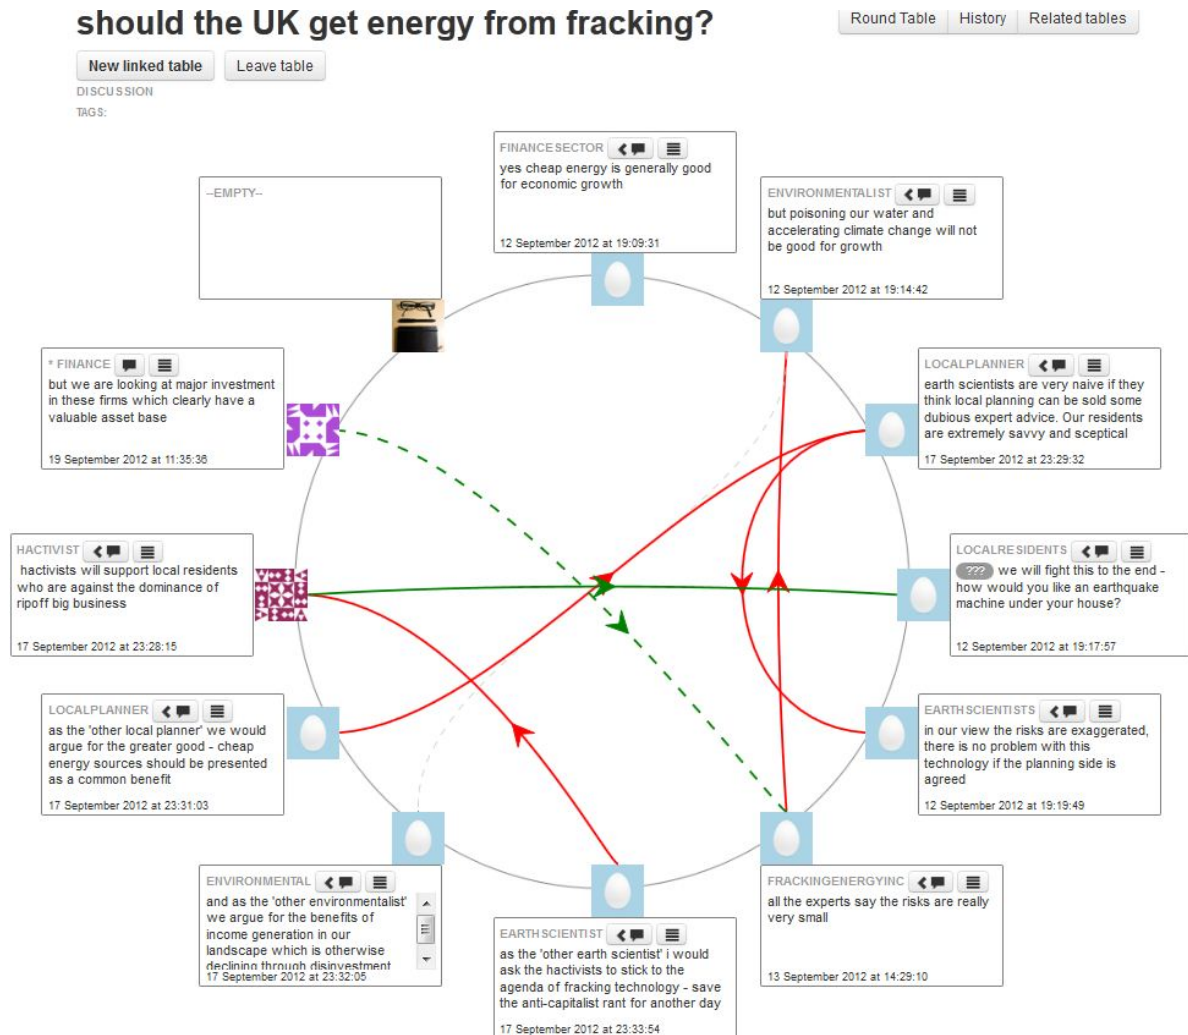 should the UK get energy from fracking?
Round Table
History
Related tables
New linked table
Leave table
DISCUSSION
TAGS:
FINANCESECTOR
yes cheap energy is generally good
for economic growth
12 September 2012 at 19:09:31
--EMPTY--
ENVIRONMENTALIST
but poisoning our water and
accelerating climate change will not
be good for growth
12 September 2012 at 19:14:42
* FINANCE
but we are looking at major investment
in these firms which clearly have a
valuable asset base
19 September 2012 at 11:35:36
LOCALPLANNER
earth scientists are very naive if they
think local planning can be sold some
dubious expert advice. Our residents
are extremely savvy and sceptical
17 September 2012 at 23:29:32
HACTIVIST
hactivists will support local residents
who are against the dominance of
ripoff big business
17 September 2012 at 23:28:15
LOCALRESIDENTS
??? we will fight this to the end -
how would you like an earthquake
machine under your house?
12 September 2012 at 19:17:57
LOCALPLANNER
as the 'other local planner' we would
argue for the greater good - cheap
energy sources should be presented
as a common benefit
17 September 2012 at 23:31:03
EARTHSCIENTISTS
in our view the risks are exaggerated,
there is no problem with this
technology if the planning side is
agreed
12 September 2012 at 19:19:49
ENVIRONMENTAL
and as the 'other environmentalist'
we argue for the benefits of
income generation in our
landscape which is otherwise
declining through disinvestment
17 September 2012 at 23:32:05
EARTHSCIENTIST
as the 'other earth scientist' i would
ask the hactivists to stick to the
agenda of fracking technology - save
the anti-capitalist rant for another day
17 September 2012 at 23:33:54
FRACKINGENERGYINC
all the experts say the risks are really
very small
13 September 2012 at 14:29:10